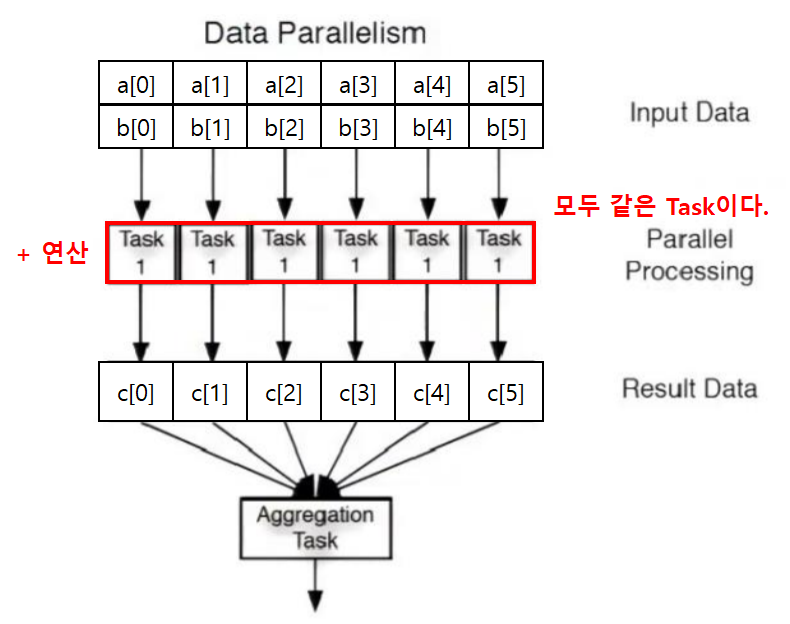 Data Parallelism
a[0] a[1] a[2] a[3] a[4] a[5]
b[0] b[1] b[2] b[3] b[4] b[5]
Input Data
모두 같은 Task이다.
+ 연산
Task 1
Task 1
Task 1
Task 1
Task 1
Task 1
Parallel
Processing
c[0] c[1] c[2] c[3] c[4] c[5]
Result Data
Aggregation
Task